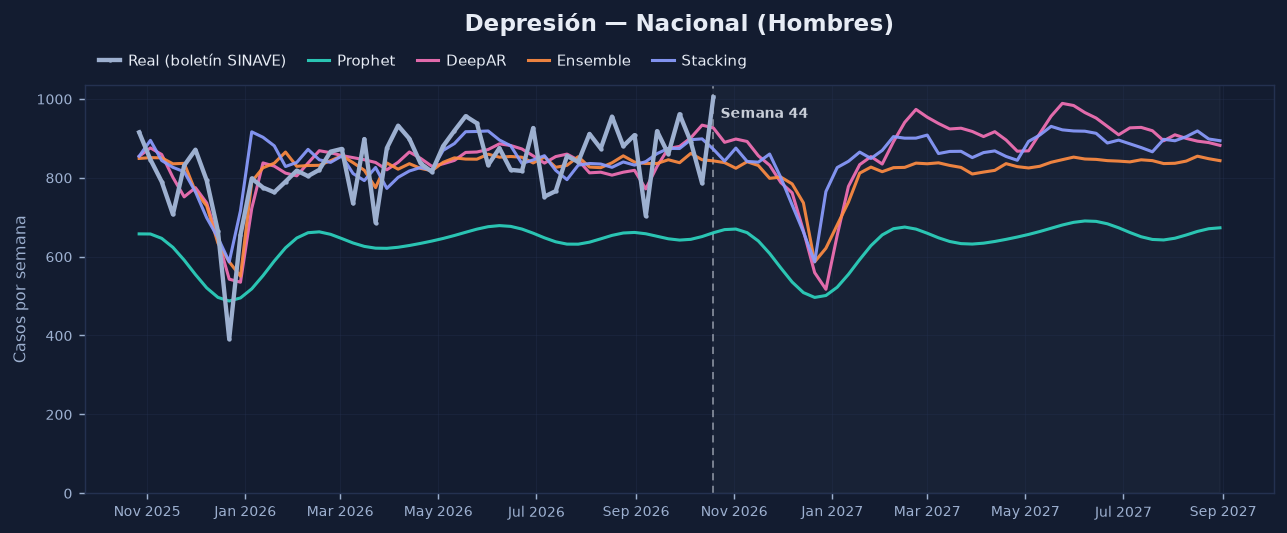 Depresión — Nacional (Hombres)
Real (boletín SINAVE) Prophet DeepAR Ensemble Stacking
Casos por semana
1000
800
600
400
200
0
Semana 44
Nov 2025 Jan 2026 Mar 2026 May 2026 Jul 2026 Sep 2026 Nov 2026 Jan 2027 Mar 2027 May 2027 Jul 2027 Sep 2027